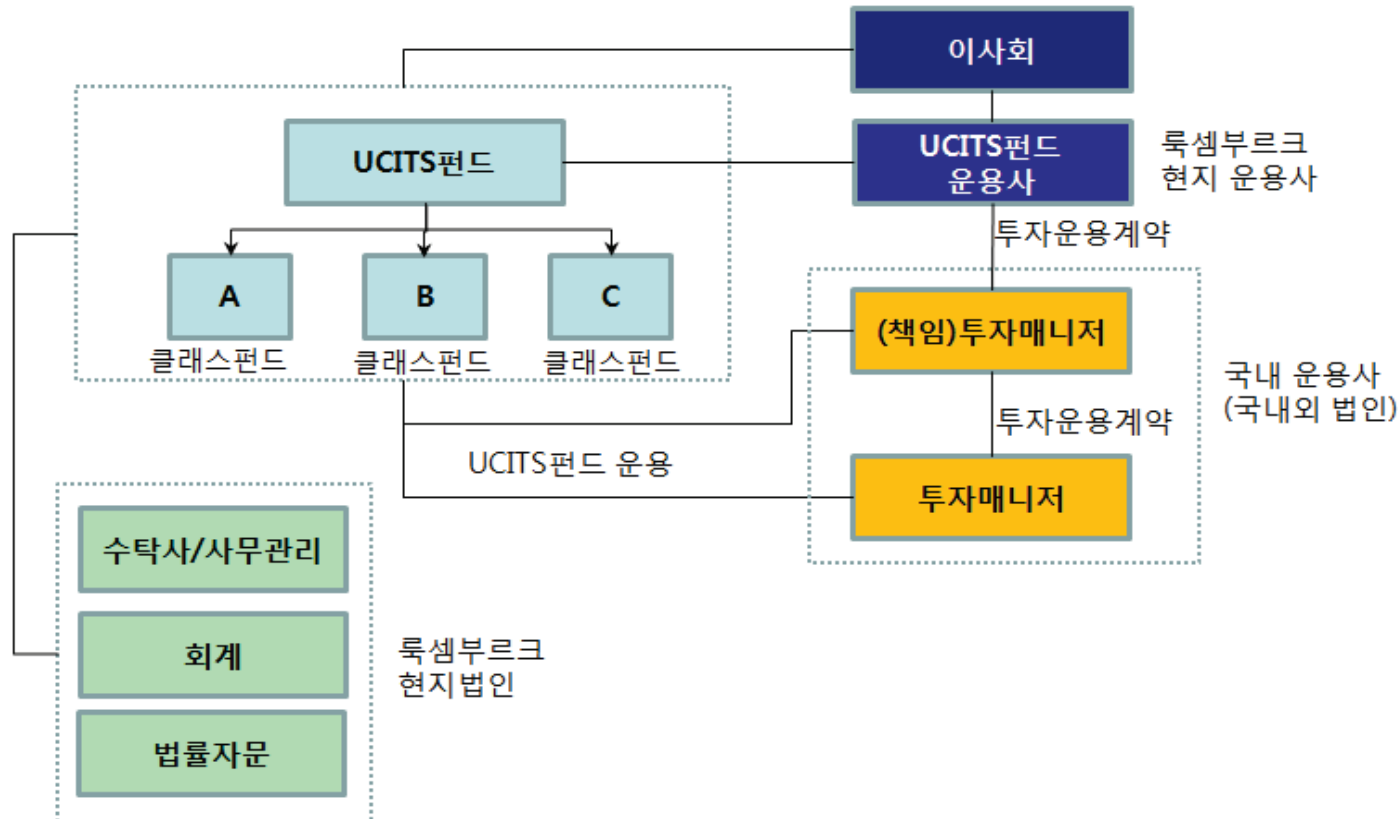 이사회
UCITS펀드
UCITS펀드
운용사
룩셈부르크
현지 운용사
투자운용계약
A
B
C
클래스펀드
클래스펀드
클래스펀드
(책임)투자매니저
국내 운용사
(국내외 법인)
투자운용계약
UCITS펀드 운용
투자매니저
수탁사/사무관리
회계
룩셈부르크
현지법인
법률자문